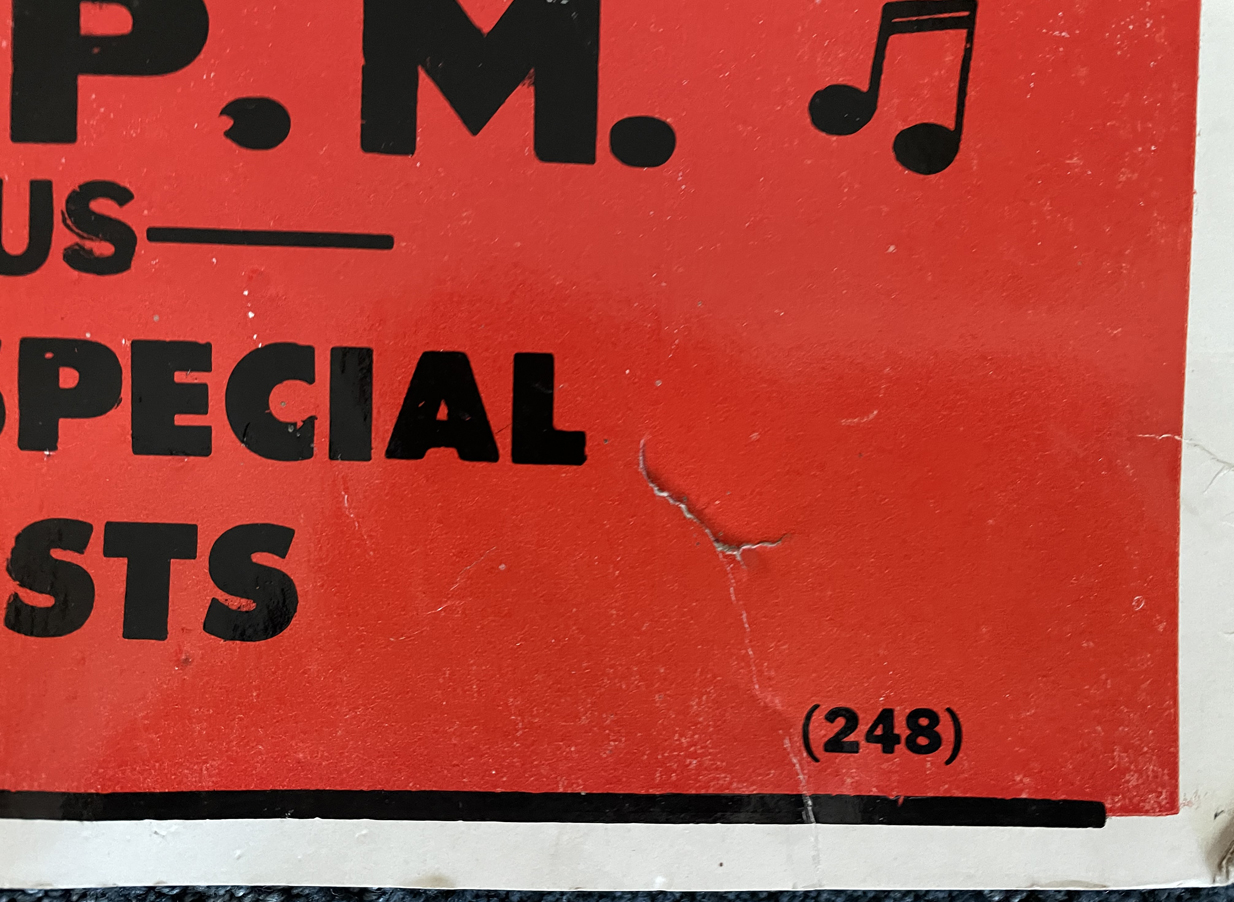 P.M.
US
SPECIAL
STS
(248)